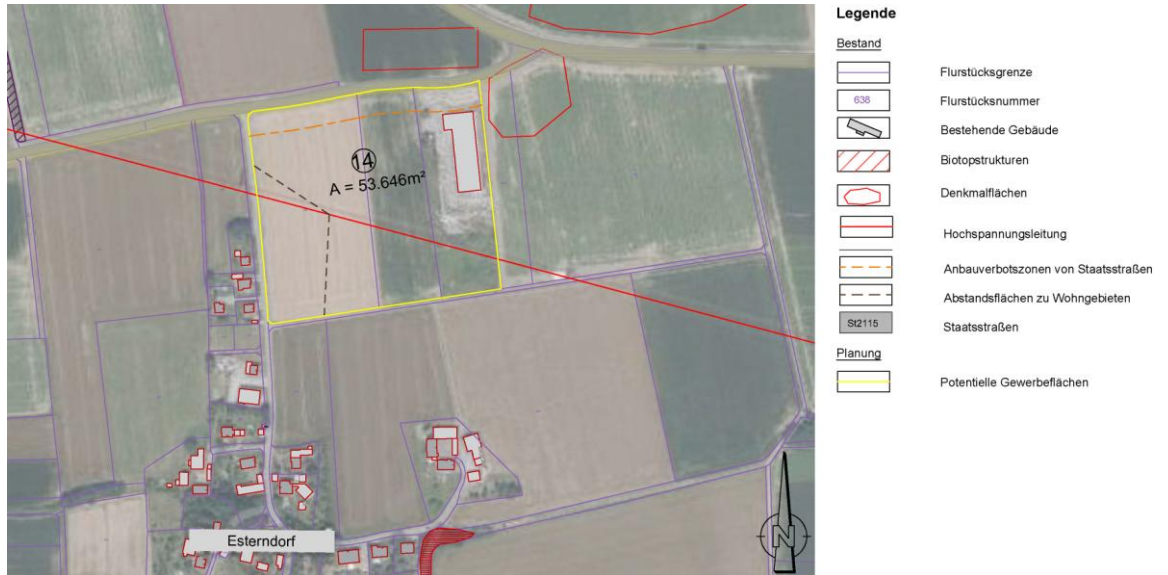 14
A = 53.646m²
Esterndorf
N
Legende
Bestand
Flurstücksgrenze
638 Flurstücksnummer
Bestehende Gebäude
Biotopstrukturen
Denkmalflächen
Hochspannungsleitung
Anbauverbotszonen von Staatsstraßen
Abstandsflächen zu Wohngebieten
St2115 Staatsstraßen
Planung
Potentielle Gewerbeflächen